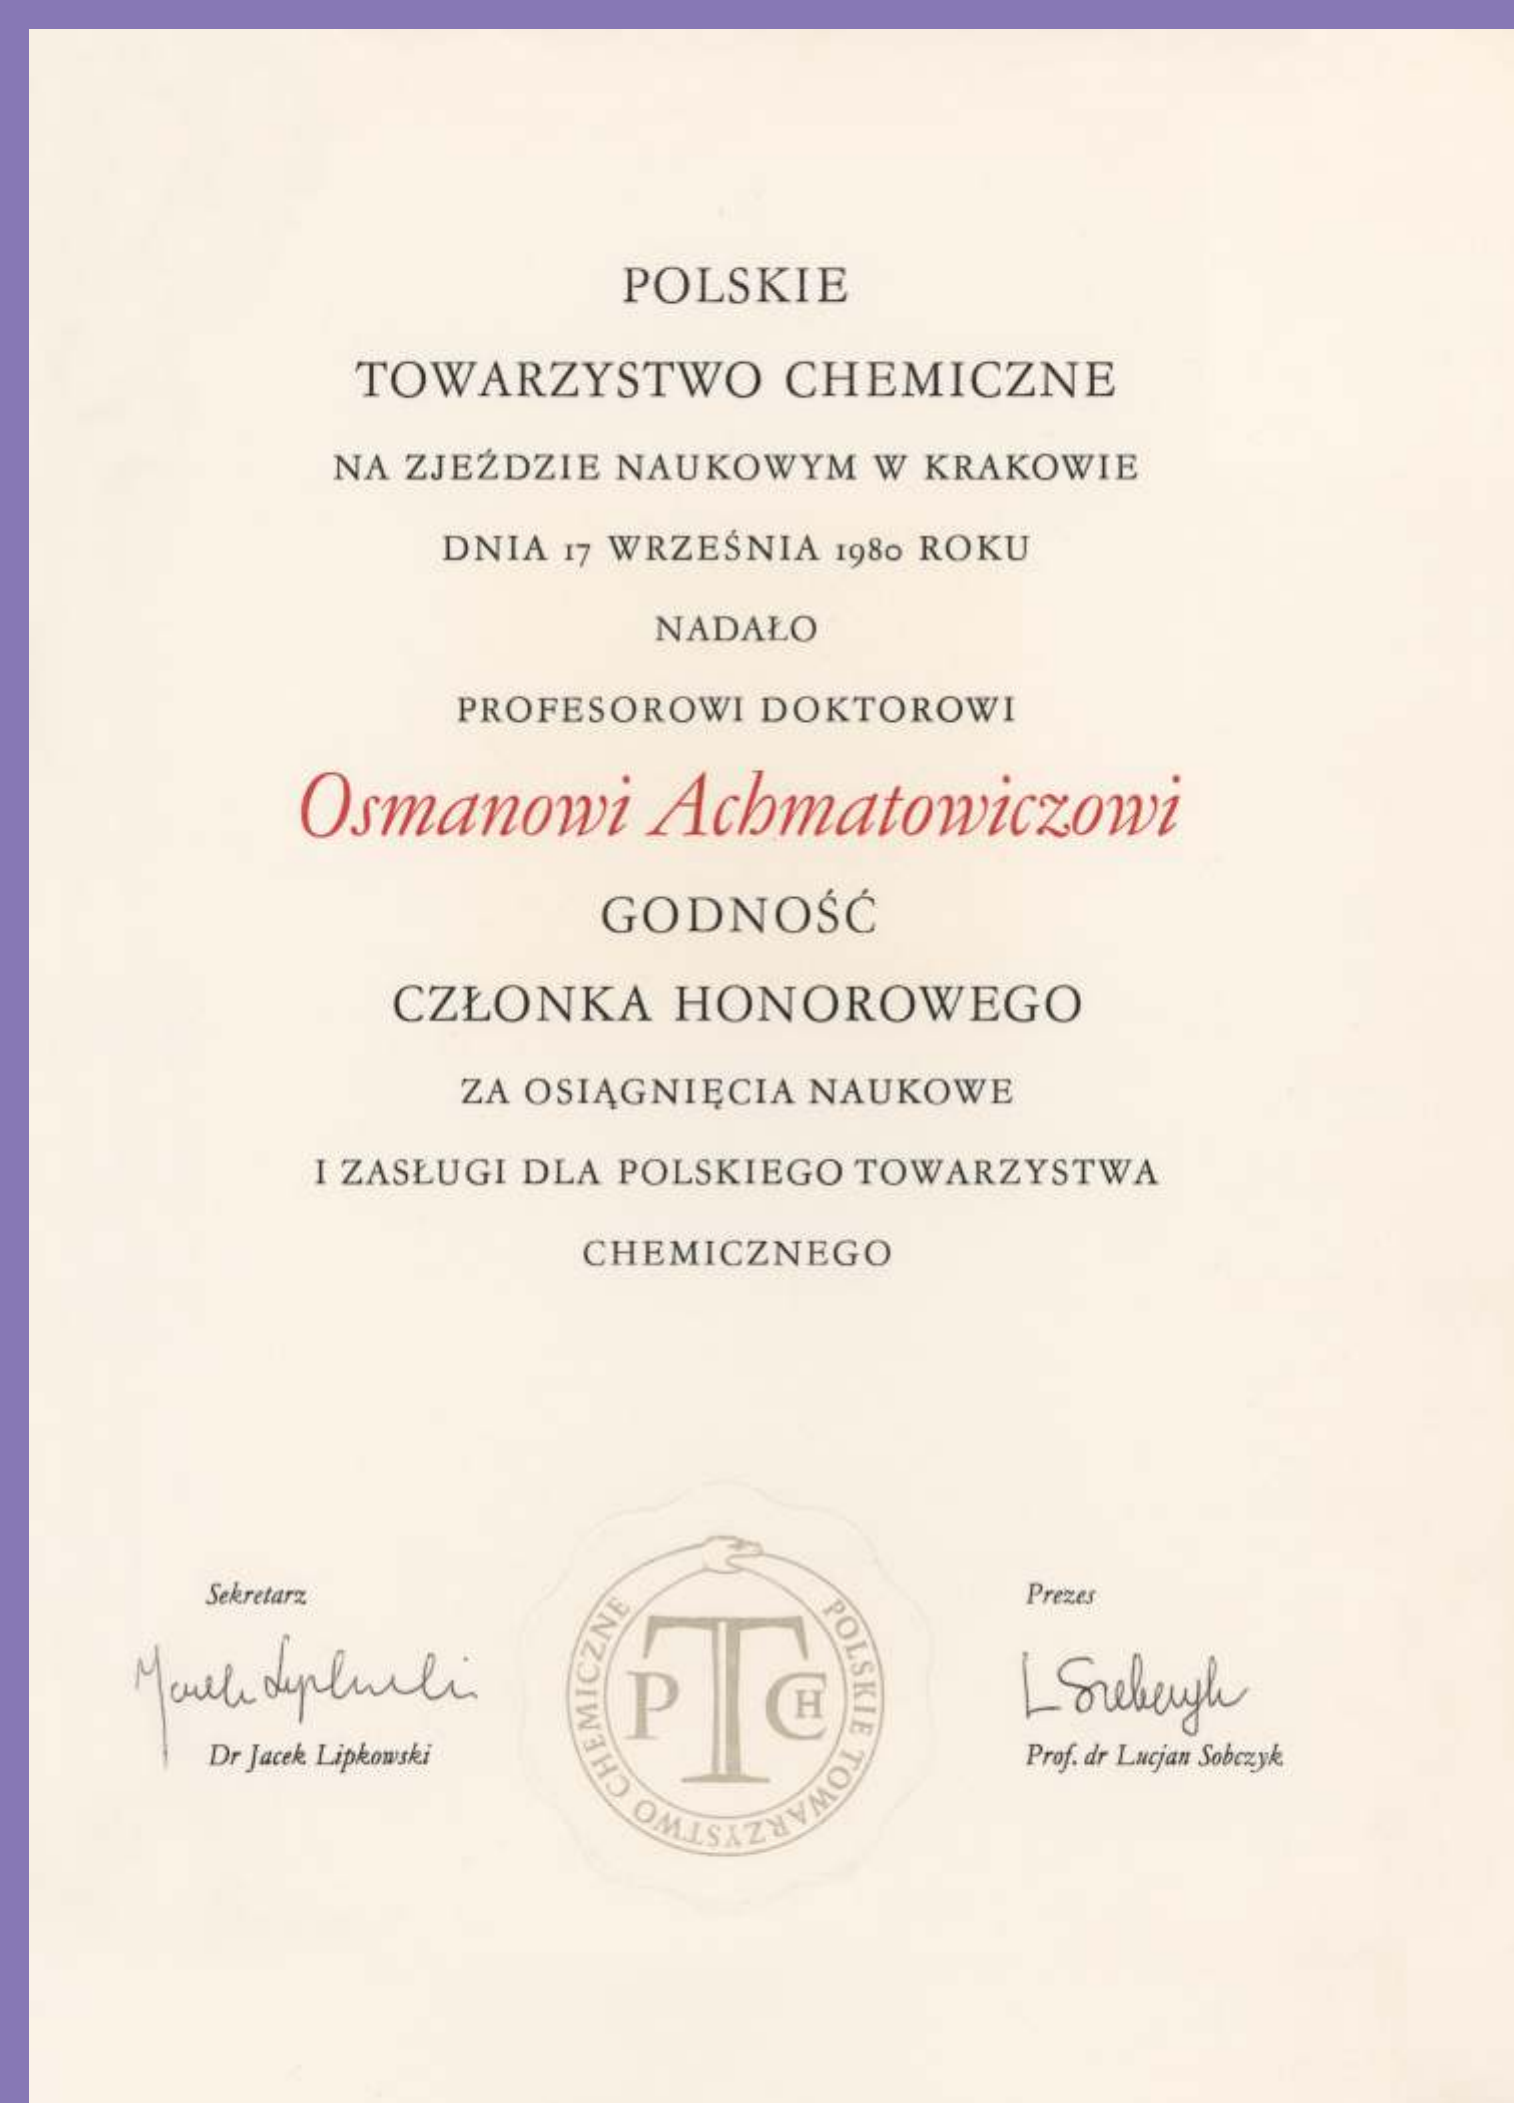 POLSKIE
TOWARZYSTWO CHEMICZNE
NA ZJEŹDZIE NAUKOWYM W KRAKOWIE
DNIA 17 WRZEŚNIA 1980 ROKU
NADAŁO
PROFESOROWI DOKTOROWI
Osmanowi Achmatowiczowi
GODNOŚĆ
CZŁONKA HONOROWEGO
ZA OSIĄGNIĘCIA NAUKOWE
I ZASŁUGI DLA POLSKIEGO TOWARZYSTWA
CHEMICZNEGO
Sekretarz
Dr Jacek Lipkowski
POLSKIE TOWARZYSTWO CHEMICZNE
PTCH
Prezes
Prof. dr Lucjan Sobczyk